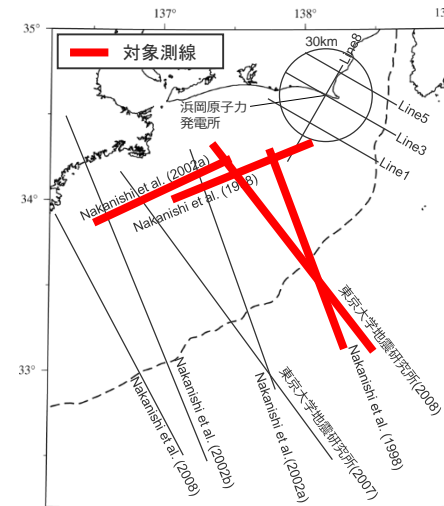 137°
138°
13
35°
34°
33°
対象測線
30km
Line8
Line5
Line3
Line1
浜岡原子力
発電所
Nakanishi et al. (2002a)
Nakanishi et al. (1998)
東京大学地震研究所(2008)
Nakanishi et al. (1998)
東京大学地震研究所(2007)
Nakanishi et al.(2002a)
Nakanishi et al. (2002b)
Nakanishi et al. (2008)